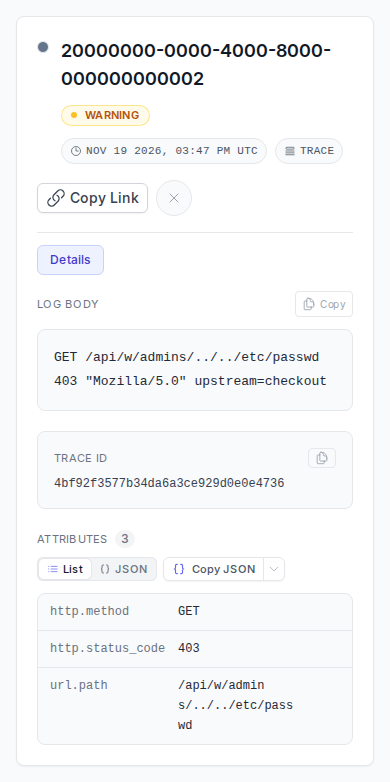 20000000-0000-4000-8000-
000000000002
WARNING
NOV 19 2026, 03:47 PM UTC
TRACE
Copy Link
Details
LOG BODY
Copy
GET /api/w/admins/../../etc/passwd
403 "Mozilla/5.0" upstream=checkout
TRACE ID
4bf92f3577b34da6a3ce929d0e0e4736
ATTRIBUTES 3
List
JSON
Copy JSON
http.method GET
http.status_code 403
url.path /api/w/admin
s/../../etc/pass
wd